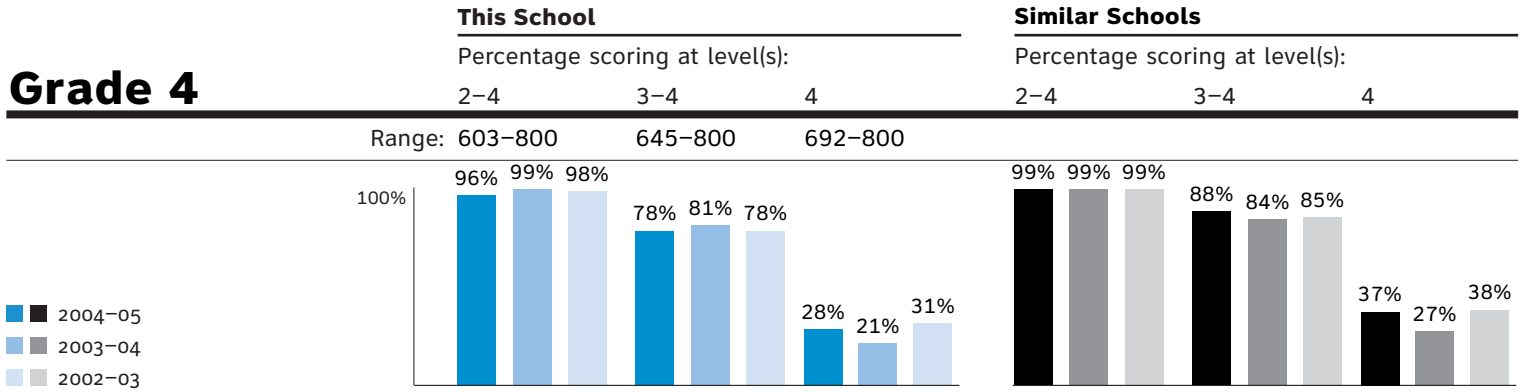 This School
Similar Schools
Percentage scoring at level(s):
Percentage scoring at level(s):
Grade 4
2–4 3–4 4
2–4 3–4 4
Range: 603–800 645–800 692–800
100%
96% 99% 98% 78% 81% 78% 28% 21% 31%
99% 99% 99% 88% 84% 85% 37% 27% 38%
2004–05
2003–04
2002–03